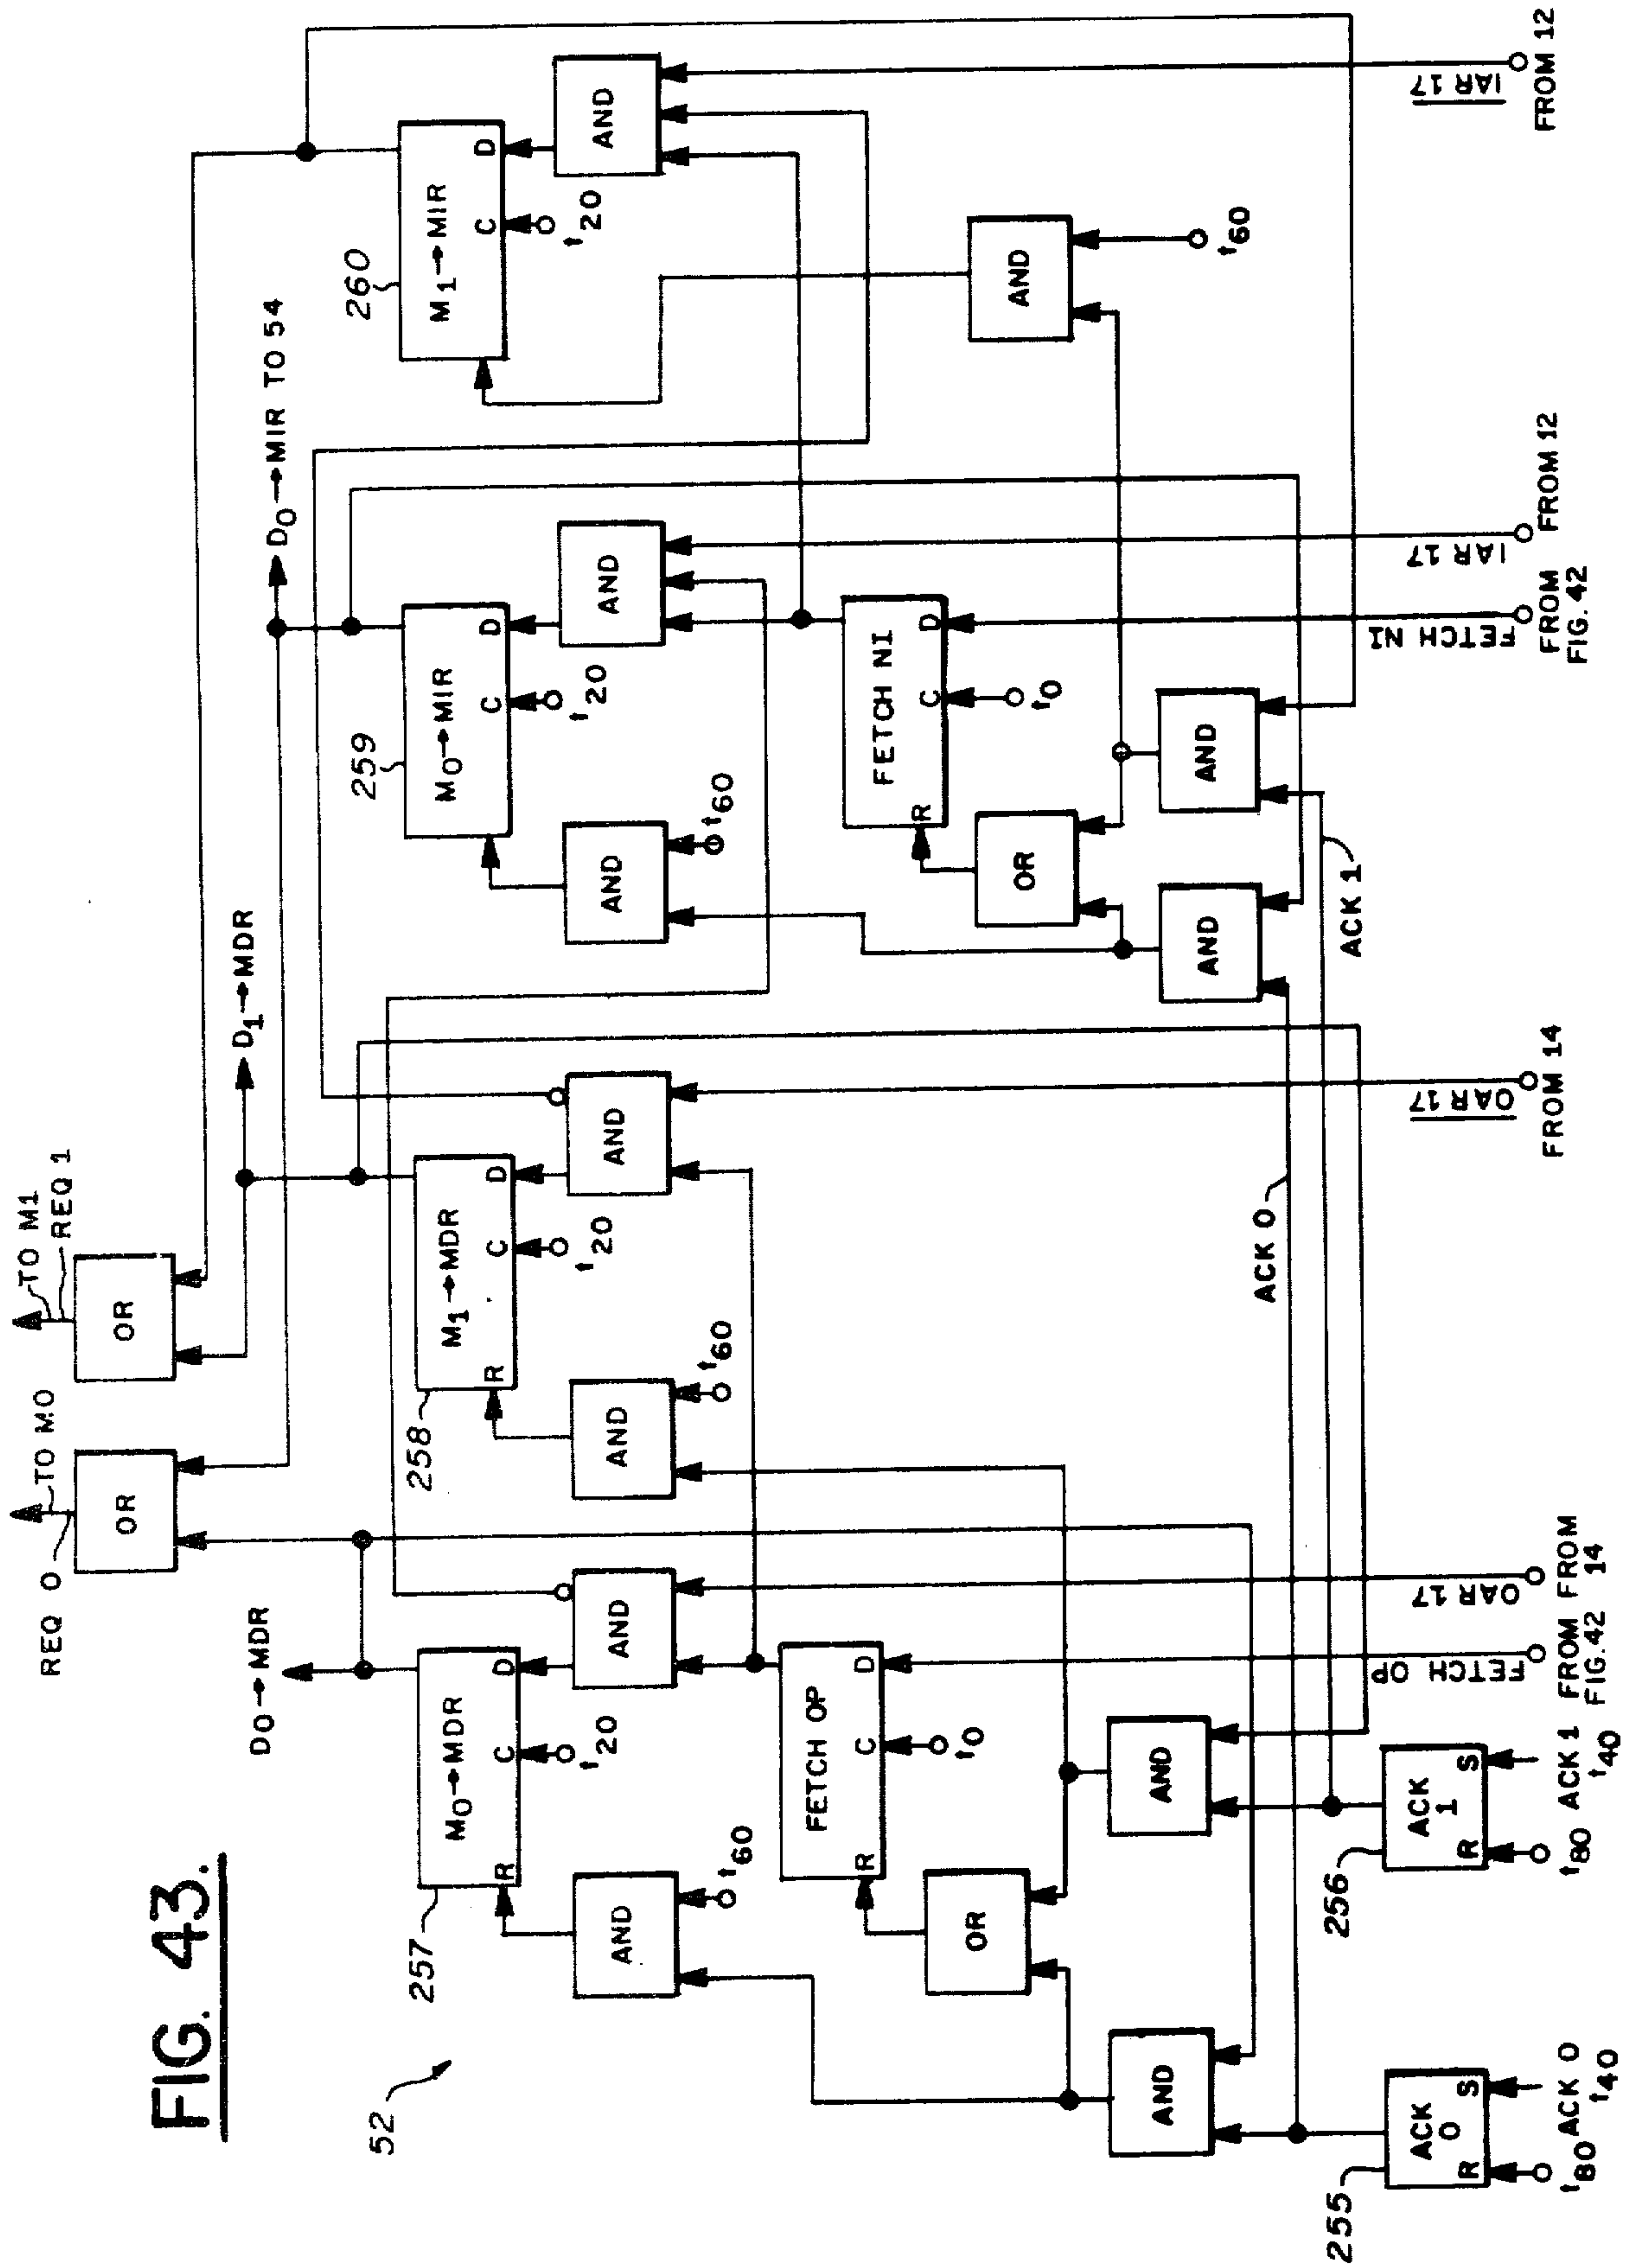 FIG. 43.
52
REQ 0
TO M0
TO M1
REQ 1
OR
OR
D0→MDR
D1→MDR
D0→MIR TO 54
257
M0→MDR
R
C
D
t20
258
M1→MDR
R
C
D
t20
259
M0→MIR
C
D
t20
260
M1→MIR
C
D
t20
AND
t60
AND
AND
t60
AND
AND
t60
AND
AND
t60
AND
FETCH OP
R
C
D
t0
FETCH NI
R
C
D
t0
OR
OR
AND
AND
AND
AND
ACK 0
ACK 1
255
ACK 0
R
S
t80
ACK 0
t40
256
ACK 1
R
S
t80
ACK 1
t40
FETCH OP
FROM FIG. 42
OAR 17
FROM 14
OAR 17
FROM 14
FETCH NI
FROM FIG. 42
IAR 17
FROM 12
IAR 17
FROM 12